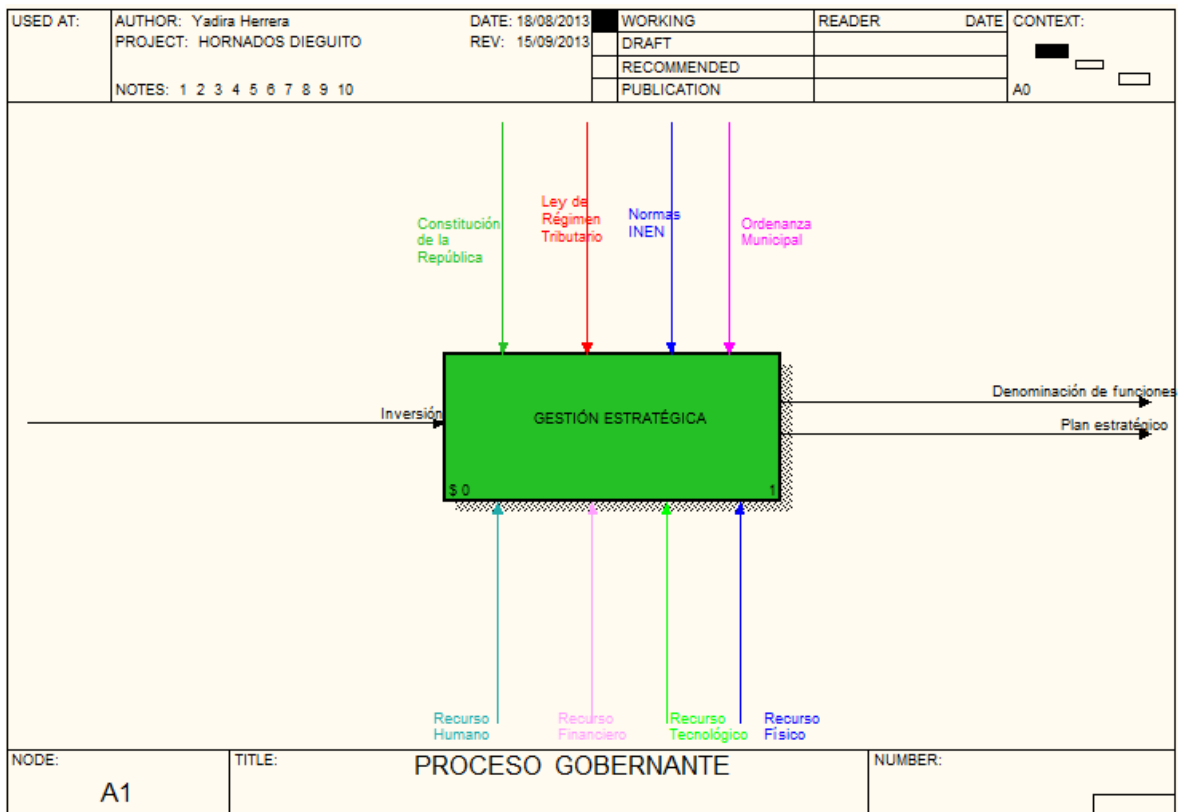 USED AT:
AUTHOR: Yadira Herrera
DATE: 18/08/2013
PROJECT: HORNADOS DIEGUITO
REV: 15/09/2013
NOTES: 1 2 3 4 5 6 7 8 9 10
WORKING
DRAFT
RECOMMENDED
PUBLICATION
READER
DATE
CONTEXT:
A0
Constitución
de la
República
Ley de
Régimen
Tributario
Normas
INEN
Ordenanza
Municipal
Inversión
GESTIÓN ESTRATÉGICA
$ 0
1
Denominación de funciones
Plan estratégico
Recurso
Humano
Recurso
Financiero
Recurso
Tecnológico
Recurso
Físico
NODE:
A1
TITLE:
PROCESO GOBERNANTE
NUMBER: